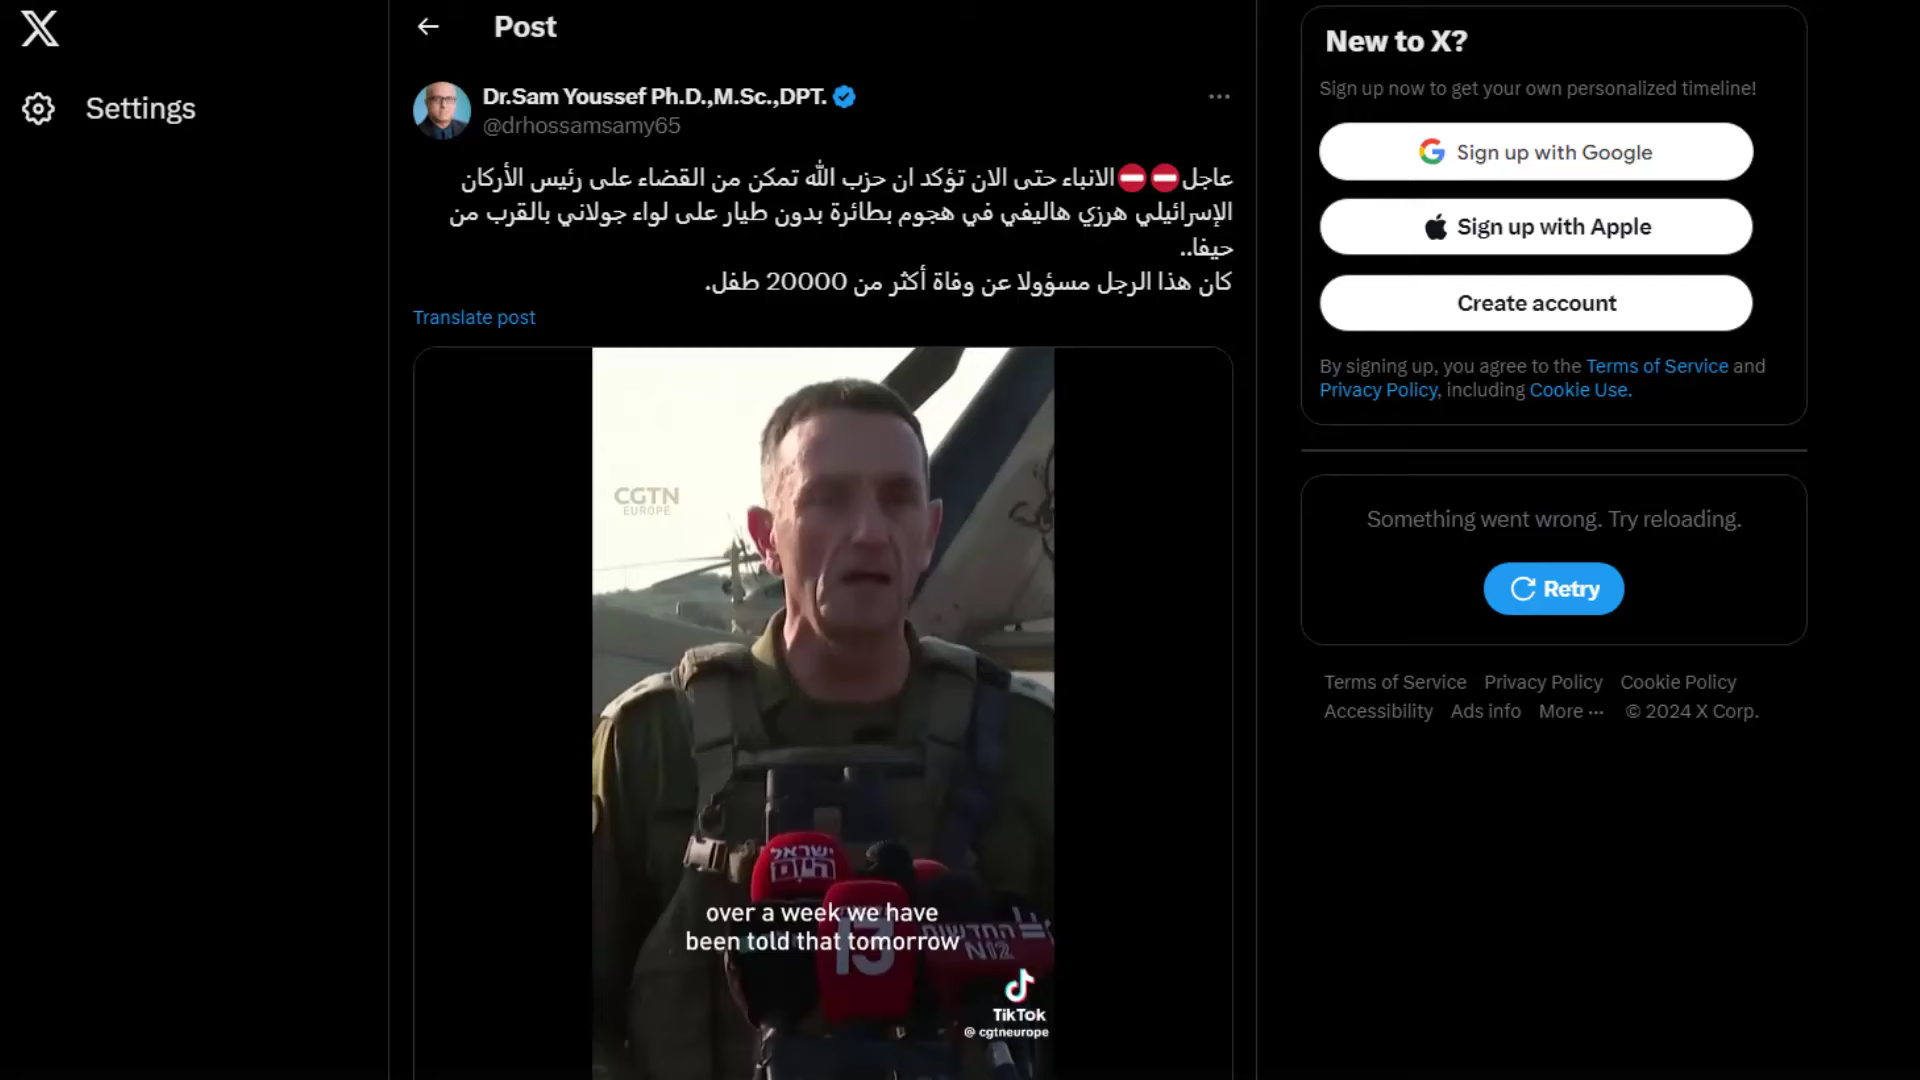 Settings
Post
Dr.Sam Youssef Ph.D.,M.Sc.,DPT.
@drhossamsamy65
عاجل⛔⛔الانباء حتى الان تؤكد ان حزب الله تمكن من القضاء على رئيس الأركان
الإسرائيلي هرزي هاليفي في هجوم بطائرة بدون طيار على لواء جولاني بالقرب من
حيفا..
كان هذا الرجل مسؤولا عن وفاة أكثر من 20000 طفل.
Translate post
CGTN
EUROPE
ישראל
היום
13
החדשות
N12
over a week we have
been told that tomorrow
TikTok
@ cgtneurope
New to X?
Sign up now to get your own personalized timeline!
Sign up with Google
Sign up with Apple
Create account
By signing up, you agree to the Terms of Service and
Privacy Policy, including Cookie Use.
Something went wrong. Try reloading.
Retry
Terms of Service Privacy Policy Cookie Policy
Accessibility Ads info More ··· © 2024 X Corp.